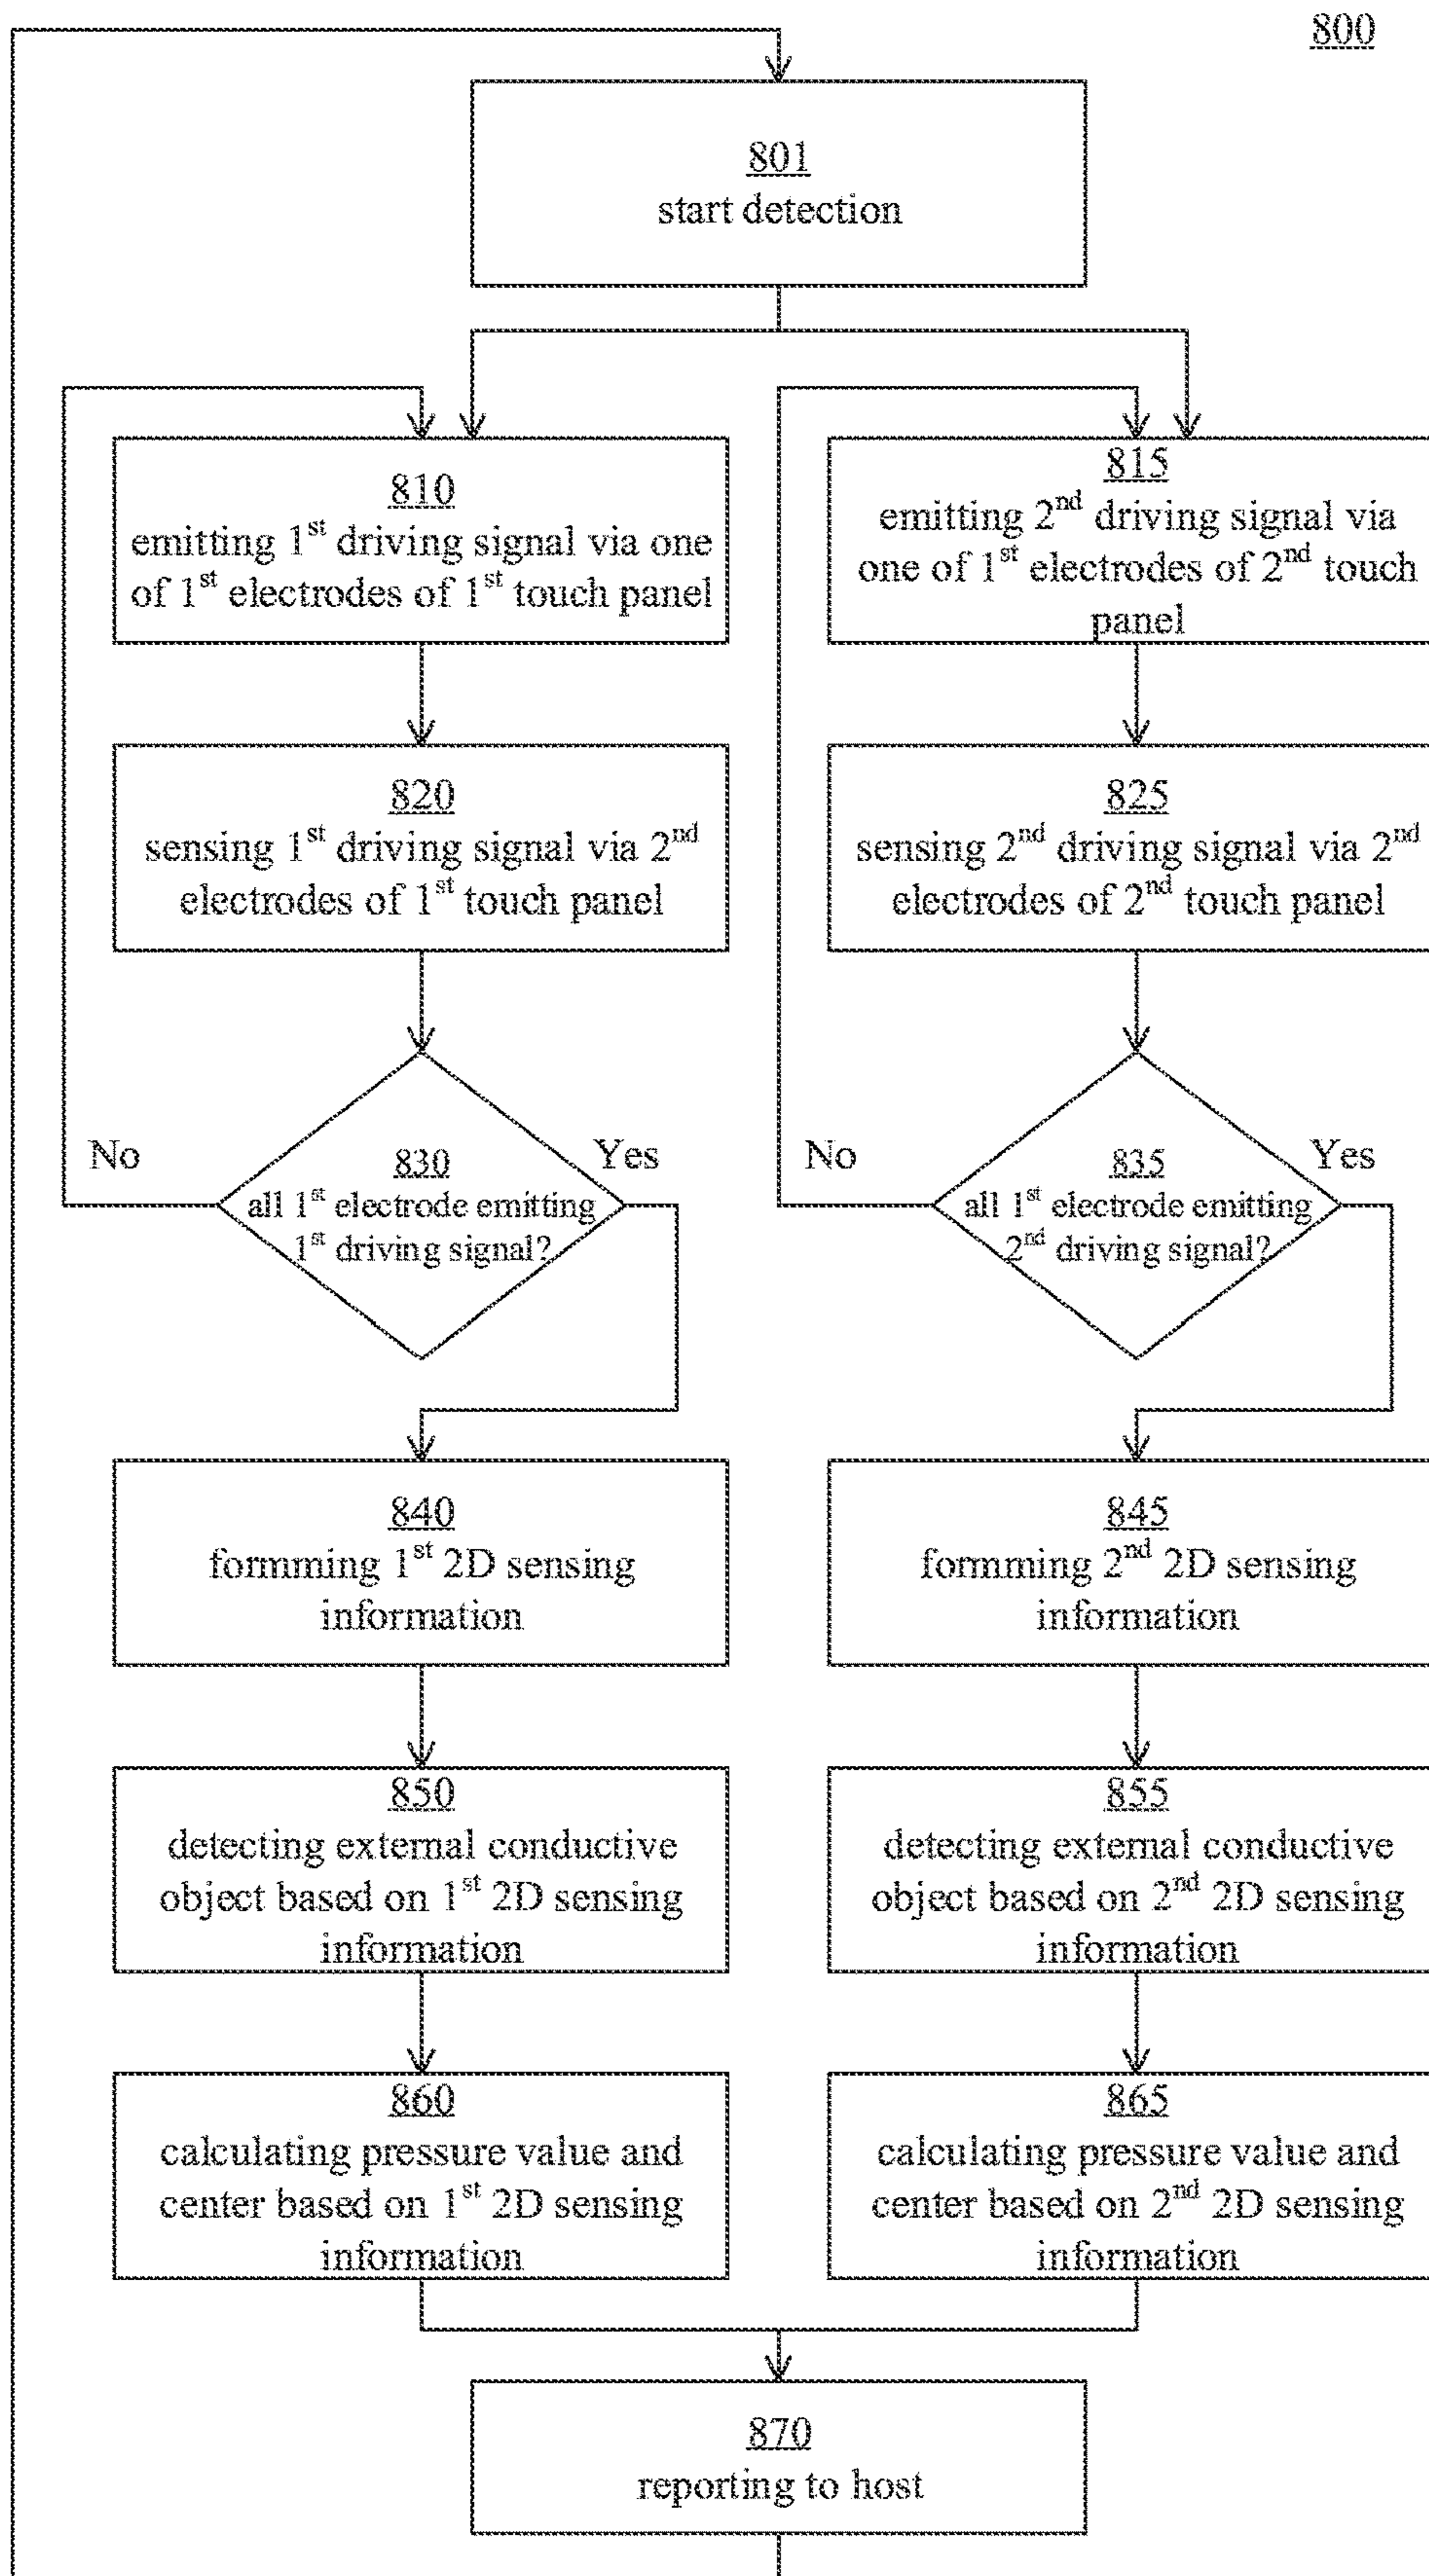 800
801
start detection
810
emitting 1st driving signal via one
of 1st electrodes of 1st touch panel
815
emitting 2nd driving signal via
one of 1st electrodes of 2nd touch
panel
820
sensing 1st driving signal via 2nd
electrodes of 1st touch panel
825
sensing 2nd driving signal via 2nd
electrodes of 2nd touch panel
No
830
all 1st electrode emitting
1st driving signal?
Yes
No
835
all 1st electrode emitting
2nd driving signal?
Yes
840
formming 1st 2D sensing
information
845
formming 2nd 2D sensing
information
850
detecting external conductive
object based on 1st 2D sensing
information
855
detecting external conductive
object based on 2nd 2D sensing
information
860
calculating pressure value and
center based on 1st 2D sensing
information
865
calculating pressure value and
center based on 2nd 2D sensing
information
870
reporting to host